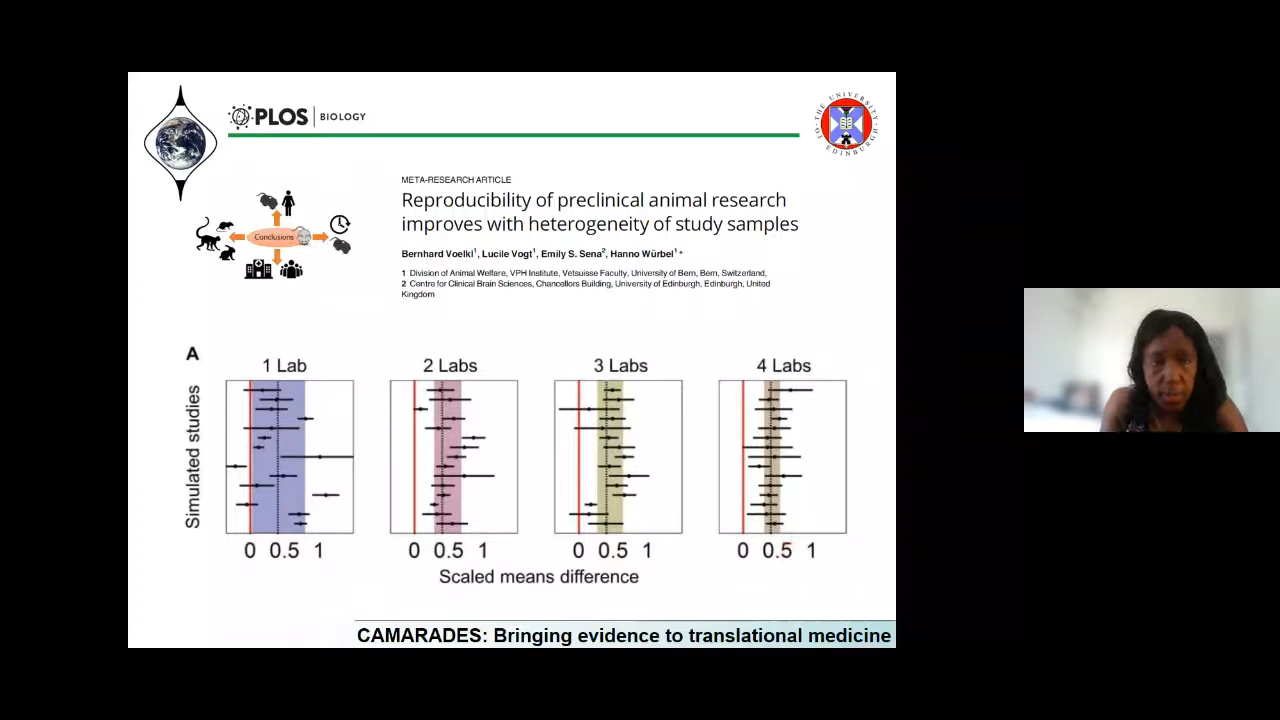 PLOS | BIOLOGY
THE UNIVERSITY OF EDINBURGH
META-RESEARCH ARTICLE
Reproducibility of preclinical animal research
improves with heterogeneity of study samples
Conclusions
Bernhard Voelkl1, Lucile Vogt1, Emily S. Sena2, Hanno Würbel1*
1 Division of Animal Welfare, VPH Institute, Vetsuisse Faculty, University of Bern, Bern, Switzerland,
2 Centre for Clinical Brain Sciences, Chancellors Building, University of Edinburgh, Edinburgh, United
Kingdom
A
1 Lab
2 Labs
3 Labs
4 Labs
Simulated studies
0 0.5 1
0 0.5 1
0 0.5 1
0 0.5 1
Scaled means difference
CAMARADES: Bringing evidence to translational medicine